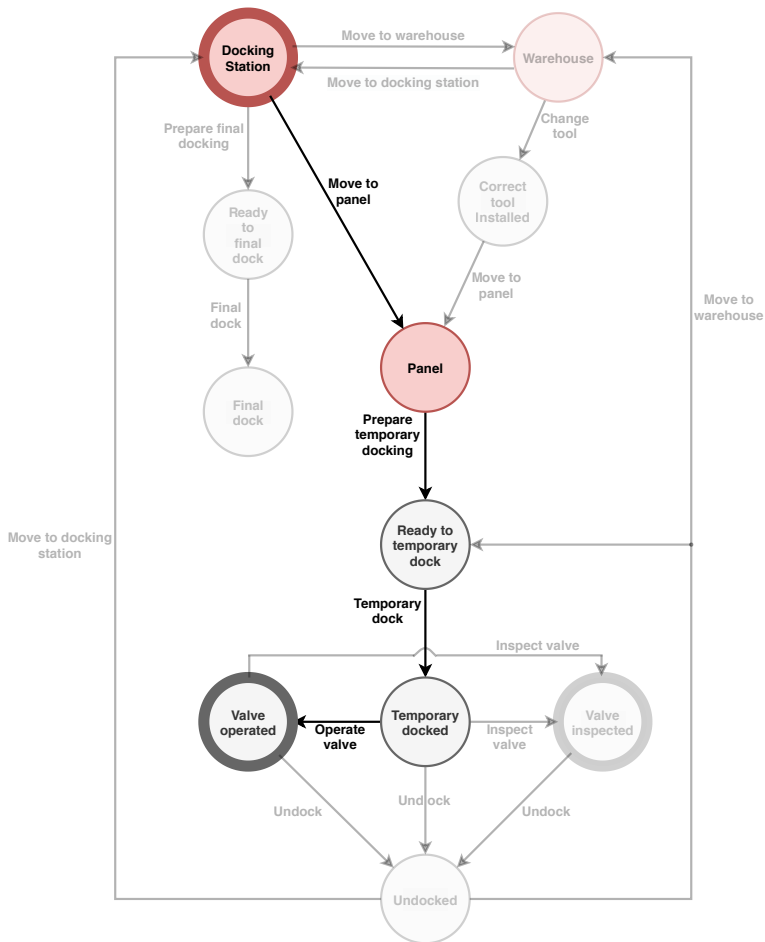 Docking
Station
Move to warehouse
Move to docking station
Warehouse
Prepare final
docking
Change
tool
Move to
panel
Correct
tool
Installed
Ready
to
final
dock
Move to
panel
Final
dock
Move to
warehouse
Panel
Final
dock
Prepare
temporary
docking
Move to docking
station
Ready to
temporary
dock
Temporary
dock
Inspect valve
Valve
operated
Operate
valve
Temporary
docked
Inspect
valve
Valve
inspected
Undock
Undock
Undock
Undocked